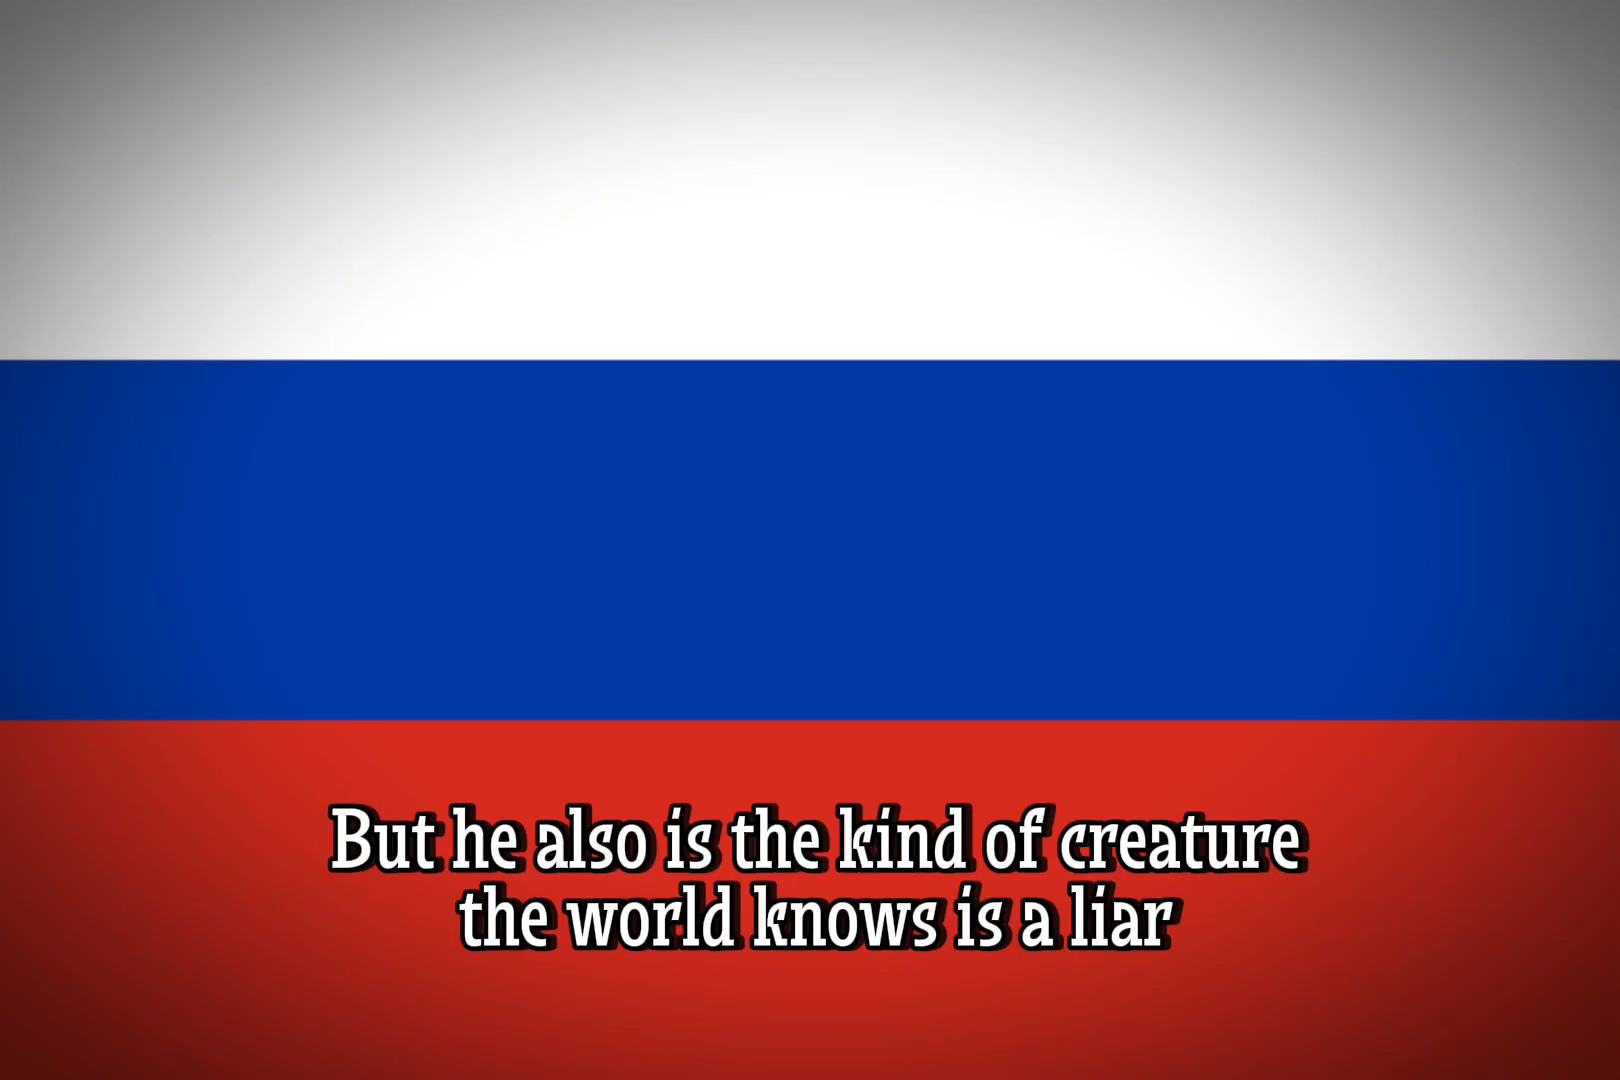 But he also is the kind of creature
the world knows is a liar